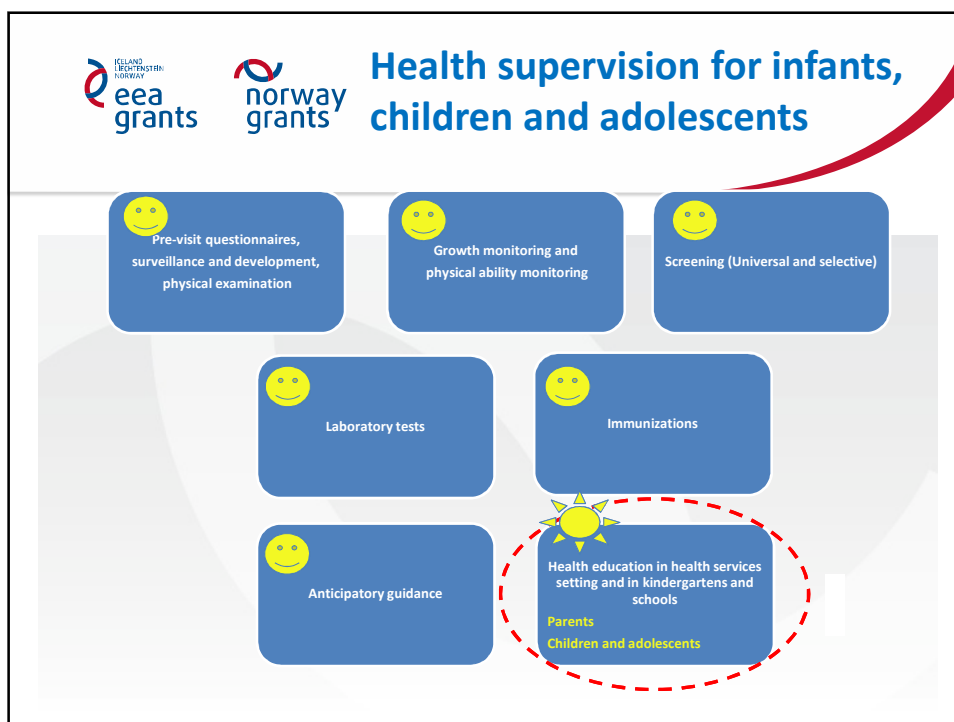 ICELAND
LIECHTENSTEIN
NORWAY
eea
grants
norway
grants
Health supervision for infants,
children and adolescents
Pre-visit questionnaires,
surveillance and development,
physical examination
Growth monitoring and
physical ability monitoring
Screening (Universal and selective)
Laboratory tests
Immunizations
Anticipatory guidance
Health education in health services
setting and in kindergartens and
schools
Parents
Children and adolescents